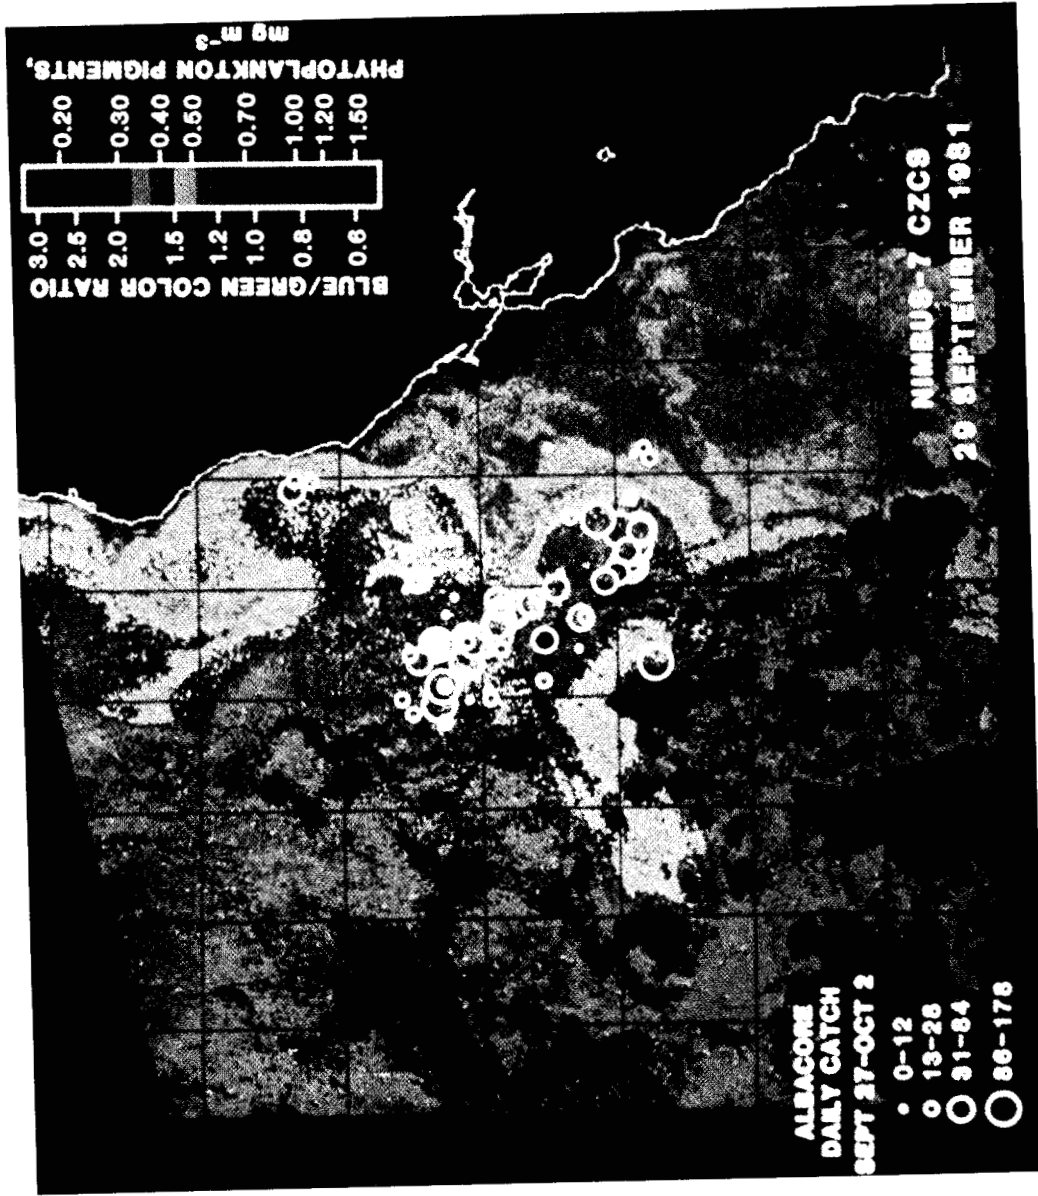 ALBACORE
DAILY CATCH
SEPT 27-OCT 2
0-12
13-28
31-84
86-178
NIMBUS-7 CZCS
20 SEPTEMBER 1981
BLUE/GREEN COLOR RATIO
3.0 2.5 2.0 1.5 1.2 1.0 0.8 0.6
0.20 0.30 0.40 0.50 0.70 1.00 1.20 1.50
PHYTOPLANKTON PIGMENTS,
mg m⁻³